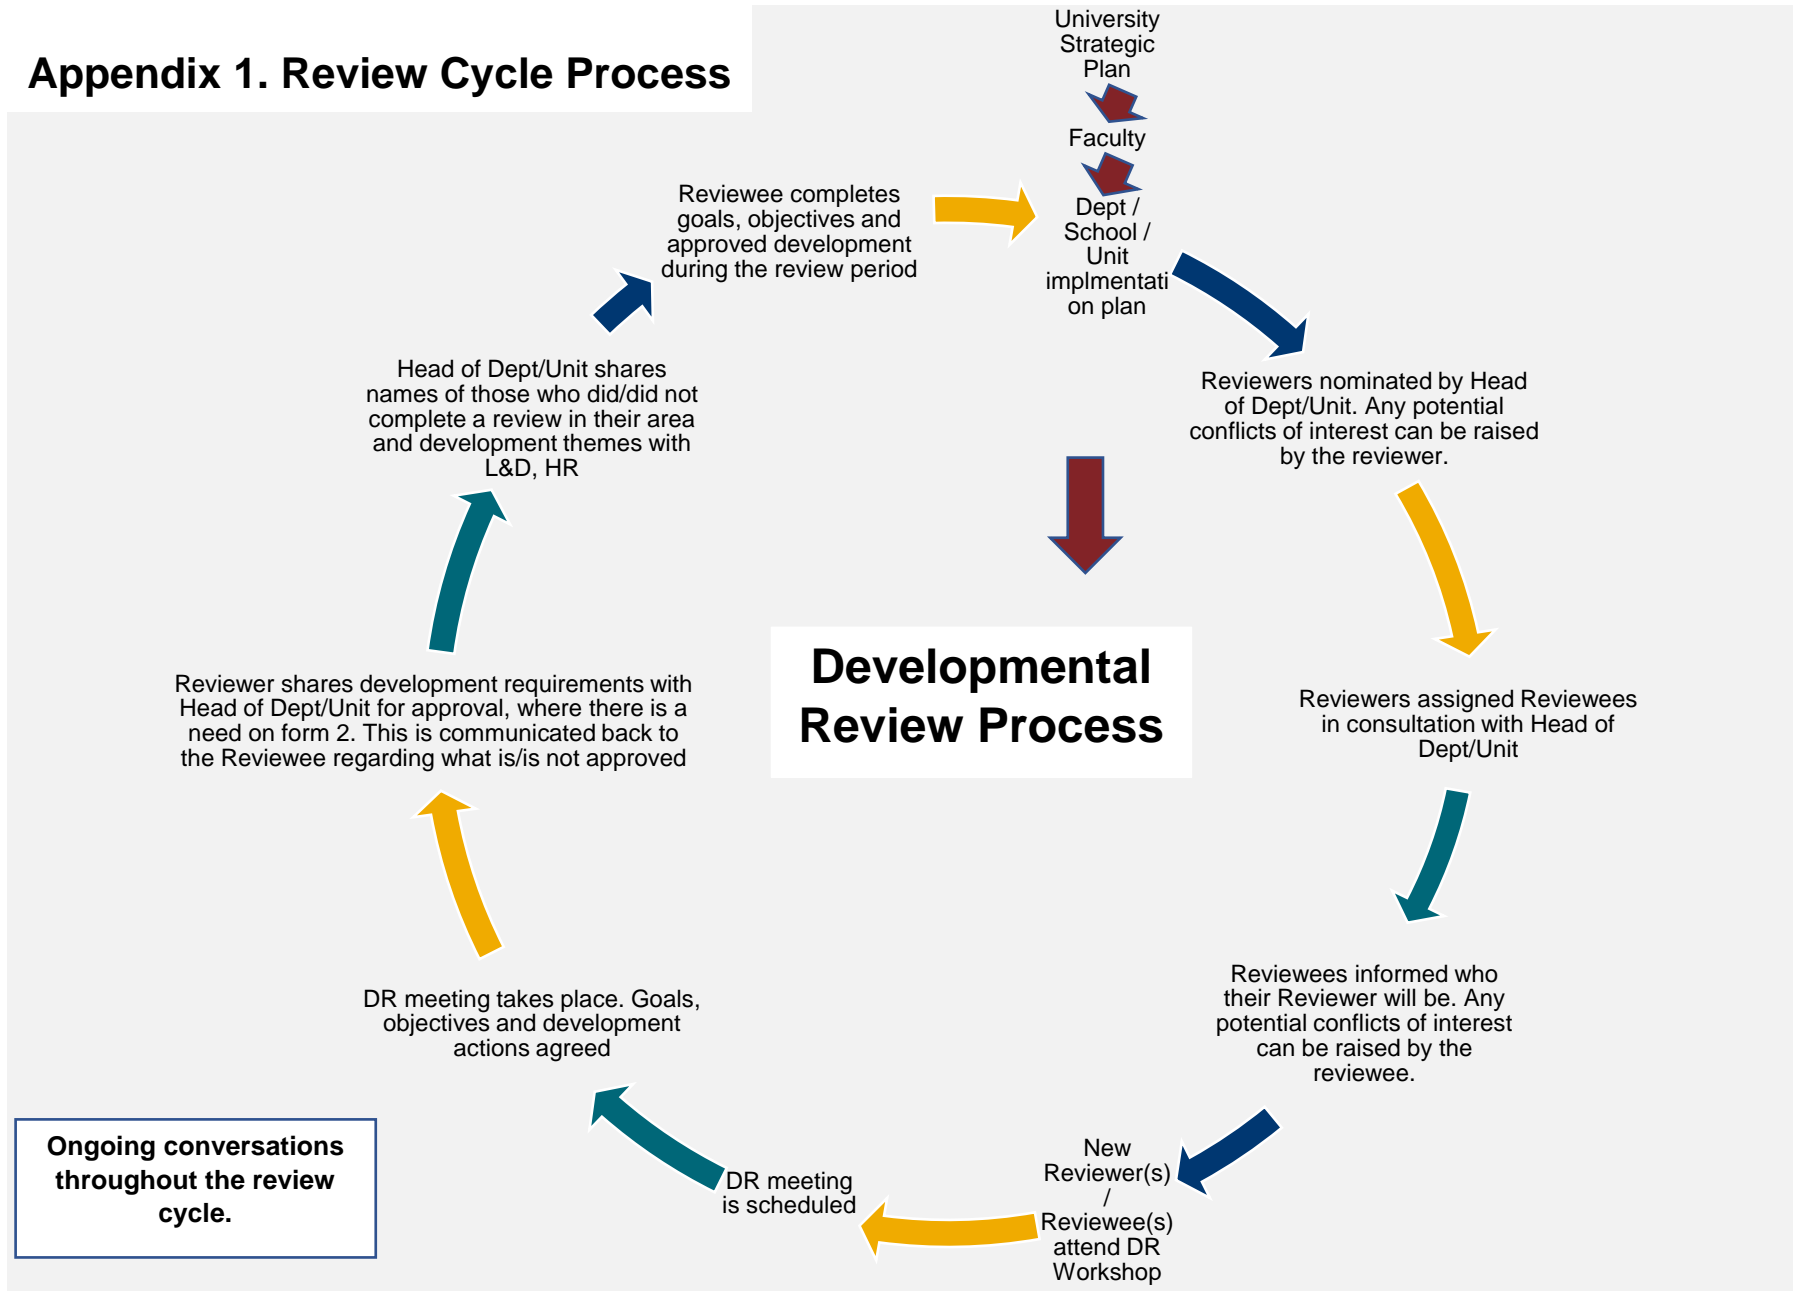 Appendix 1. Review Cycle Process
University
Strategic
Plan
Faculty
Dept /
School /
Unit
implmentati
on plan
Reviewers nominated by Head
of Dept/Unit. Any potential
conflicts of interest can be raised
by the reviewer.
Reviewers assigned Reviewees
in consultation with Head of
Dept/Unit
Reviewees informed who
their Reviewer will be. Any
potential conflicts of interest
can be raised by the
reviewee.
New
Reviewer(s)
/
Reviewee(s)
attend DR
Workshop
DR meeting
is scheduled
DR meeting takes place. Goals,
objectives and development
actions agreed
Reviewer shares development requirements with
Head of Dept/Unit for approval, where there is a
need on form 2. This is communicated back to
the Reviewee regarding what is/is not approved
Head of Dept/Unit shares
names of those who did/did not
complete a review in their area
and development themes with
L&D, HR
Reviewee completes
goals, objectives and
approved development
during the review period
Developmental
Review Process
Ongoing conversations
throughout the review
cycle.